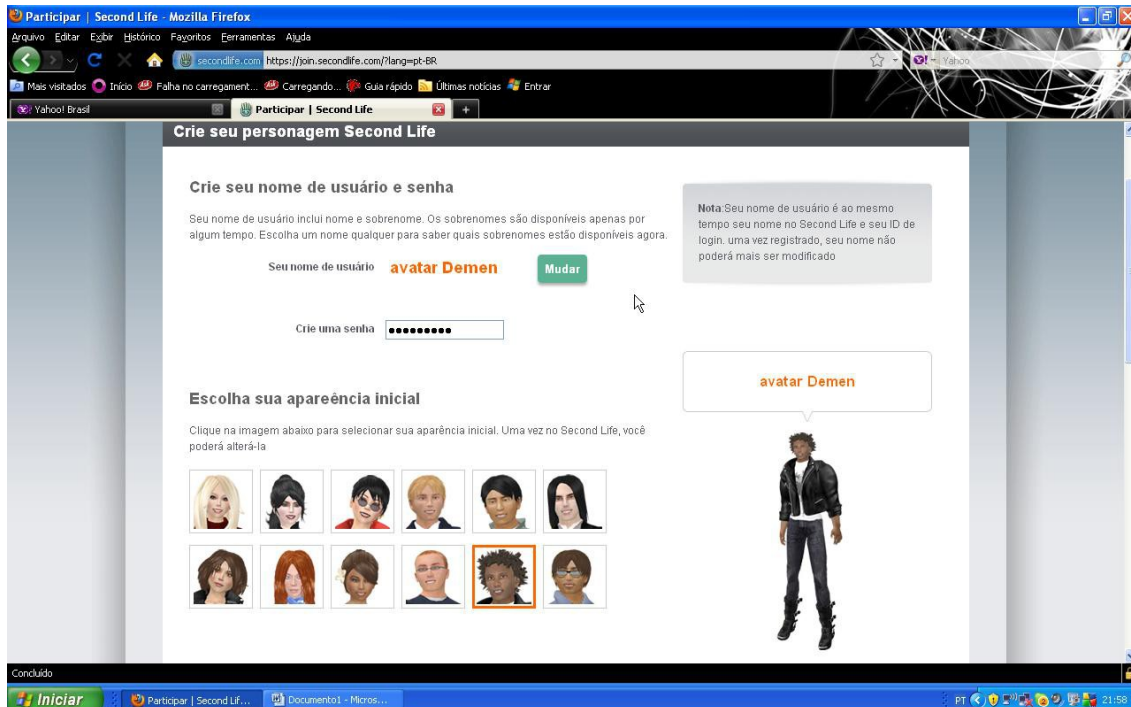 Participar | Second Life - Mozilla Firefox
Arquivo Editar Exibir Histórico Favoritos Ferramentas Ajuda
secondlife.com https://join.secondlife.com/?lang=pt-BR
Yahoo
Mais visitados Início Falha no carregament... Carregando... Guia rápido Últimas notícias Entrar
Yahoo! Brasil Participar | Second Life
Crie seu personagem Second Life
Crie seu nome de usuário e senha
Seu nome de usuário inclui nome e sobrenome. Os sobrenomes são disponíveis apenas por
algum tempo. Escolha um nome qualquer para saber quais sobrenomes estão disponíveis agora.
Seu nome de usuário avatar Demen Mudar
Crie uma senha
Nota:Seu nome de usuário é ao mesmo
tempo seu nome no Second Life e seu ID de
login. uma vez registrado, seu nome não
poderá mais ser modificado
Escolha sua apareência inicial
Clique na imagem abaixo para selecionar sua aparência inicial. Uma vez no Second Life, você
poderá alterá-la
avatar Demen
Concluído
Iniciar Participar | Second Lif... Documento1 - Micros... PT 21:58